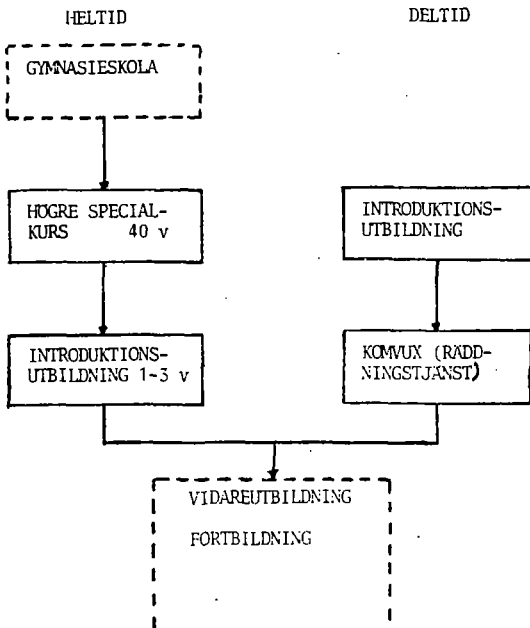 HELTID
DELTID
GYMNASIESKOLA
HÖGRE SPECIAL-
KURS 40 v
INTRODUKTIONS-
UTBILDNING
INTRODUKTIONS-
UTBILDNING 1-3 v
KOMVUX (RÄDD-
NINGSTJÄNST)
VIDAREUTBILDNING
FORTBILDNING